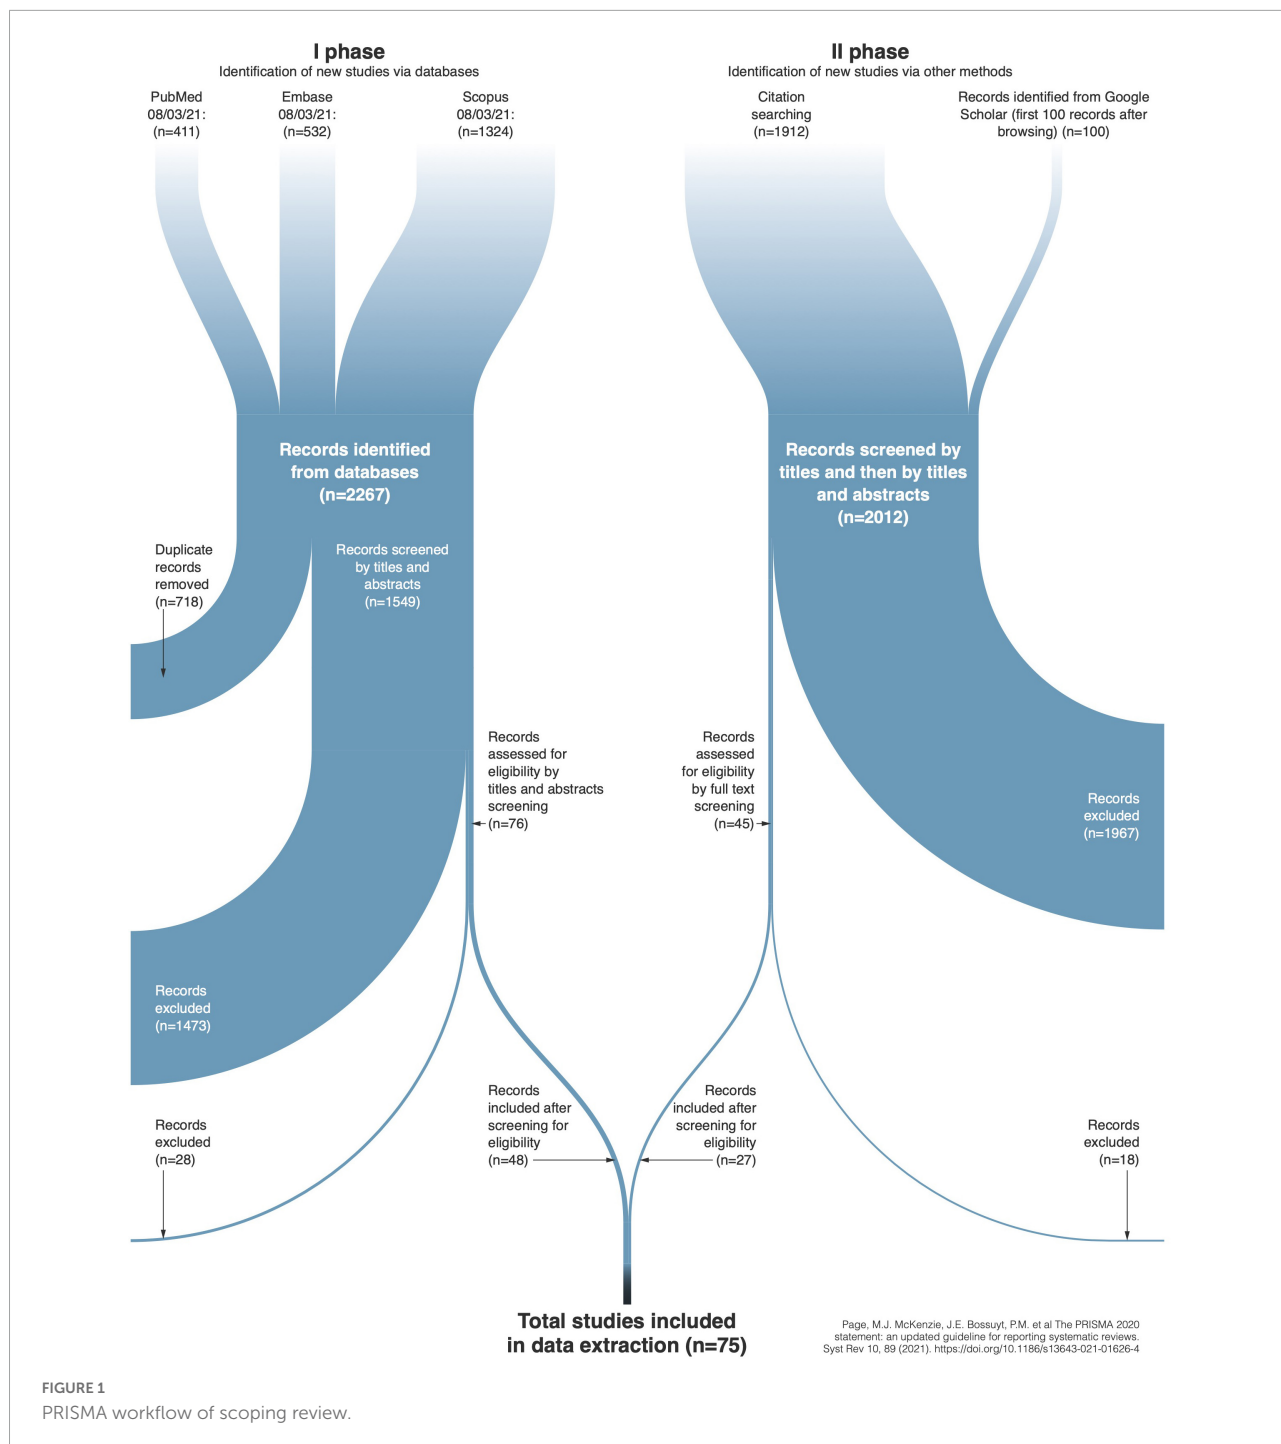 I phase
Identification of new studies via databases
PubMed
08/03/21:
(n=411)
Embase
08/03/21:
(n=532)
Scopus
08/03/21:
(n=1324)
II phase
Identification of new studies via other methods
Citation
searching
(n=1912)
Records identified from Google
Scholar (first 100 records after
browsing) (n=100)
Records identified
from databases
(n=2267)
Records screened by
titles and then by titles
and abstracts
(n=2012)
Duplicate
records
removed
(n=718)
Records screened
by titles and
abstracts
(n=1549)
Records
assessed for
eligibility by
titles and abstracts
screening
(n=76)
Records
assessed
for eligibility
by full text
screening
(n=45)
Records
excluded
(n=1967)
Records
excluded
(n=1473)
Records
excluded
(n=28)
Records
included after
screening for
eligibility
(n=48)
Records
included after
screening for
eligibility
(n=27)
Records
excluded
(n=18)
Total studies included
in data extraction (n=75)
Page, M.J. McKenzie, J.E. Bossuyt, P.M. et al The PRISMA 2020
statement: an updated guideline for reporting systematic reviews.
Syst Rev 10, 89 (2021). https://doi.org/10.1186/s13643-021-01626-4
FIGURE 1
PRISMA workflow of scoping review.